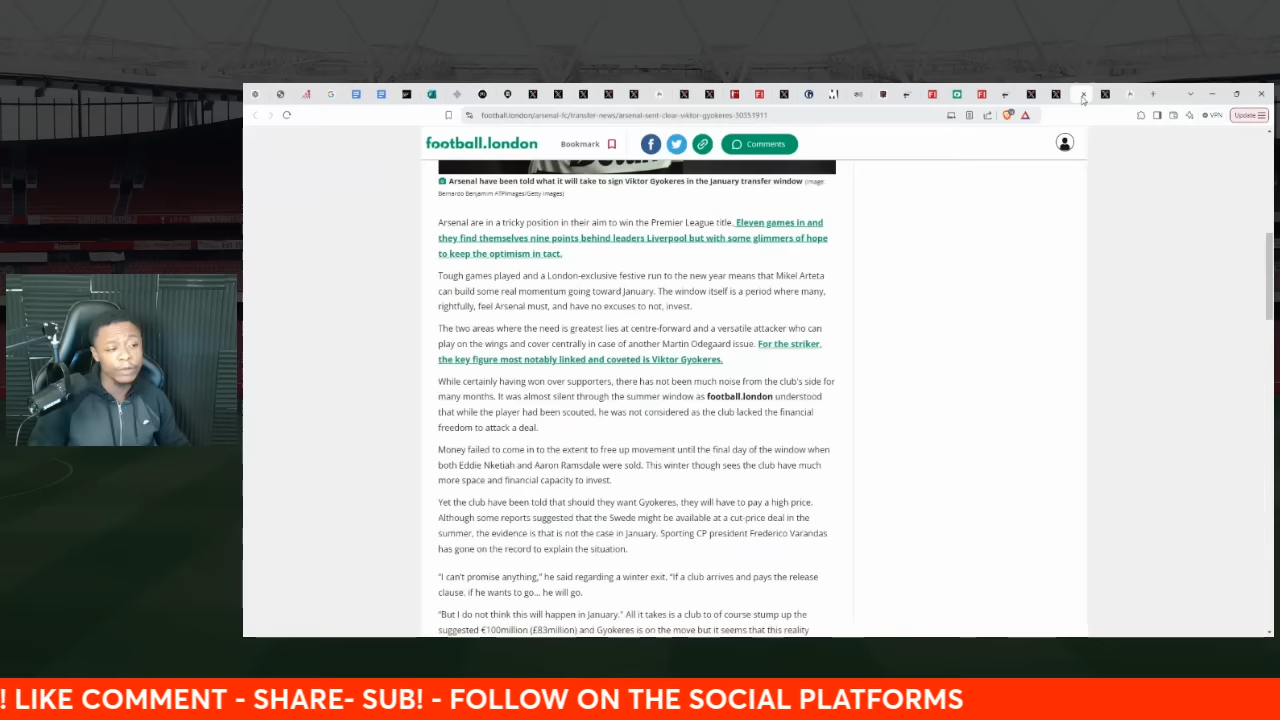 football.london/arsenal-fc/transfer-news/arsenal-sent-clear-viktor-gyokeres-30351911
VPN
Update
football.london
Bookmark
Comments
Arsenal have been told what it will take to sign Viktor Gyokeres in the January transfer window (Image:
Bernardo Benjamim ATPImages/Getty Images)
Arsenal are in a tricky position in their aim to win the Premier League title. Eleven games in and
they find themselves nine points behind leaders Liverpool but with some glimmers of hope
to keep the optimism in tact.
Tough games played and a London-exclusive festive run to the new year means that Mikel Arteta
can build some real momentum going toward January. The window itself is a period where many,
rightfully, feel Arsenal must, and have no excuses to not, invest.
The two areas where the need is greatest lies at centre-forward and a versatile attacker who can
play on the wings and cover centrally in case of another Martin Odegaard issue. For the striker,
the key figure most notably linked and coveted is Viktor Gyokeres.
While certainly having won over supporters, there has not been much noise from the club's side for
many months. It was almost silent through the summer window as football.london understood
that while the player had been scouted, he was not considered as the club lacked the financial
freedom to attack a deal.
Money failed to come in to the extent to free up movement until the final day of the window when
both Eddie Nketiah and Aaron Ramsdale were sold. This winter though sees the club have much
more space and financial capacity to invest.
Yet the club have been told that should they want Gyokeres, they will have to pay a high price.
Although some reports suggested that the Swede might be available at a cut-price deal in the
summer, the evidence is that is not the case in January. Sporting CP president Frederico Varandas
has gone on the record to explain the situation.
"I can't promise anything," he said regarding a winter exit. "If a club arrives and pays the release
clause, if he wants to go... he will go.
"But I do not think this will happen in January." All it takes is a club to of course stump up the
suggested €100million (£83million) and Gyokeres is on the move but it seems that this reality
! LIKE COMMENT - SHARE- SUB! - FOLLOW ON THE SOCIAL PLATFORMS